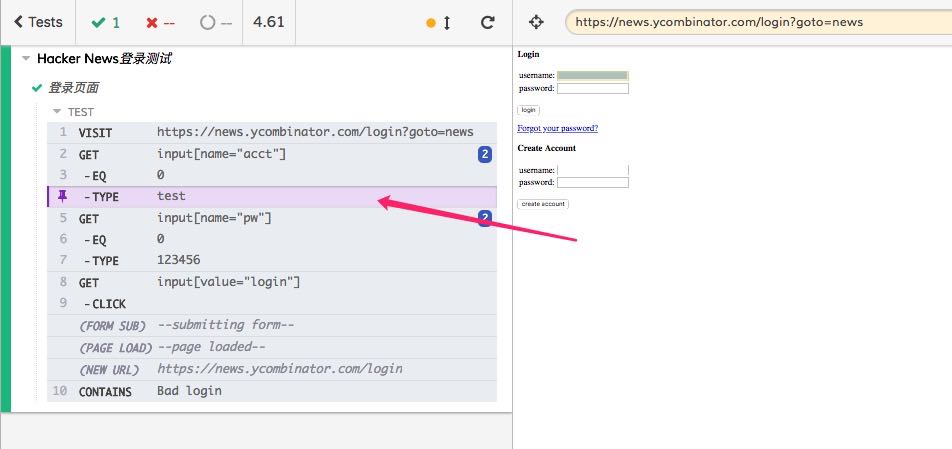 Tests 1 -- -- 4.61
https://news.ycombinator.com/login?goto=news
Hacker News登录测试
登录页面
TEST
1 VISIT https://news.ycombinator.com/login?goto=news
2 GET input[name="acct"] 2
3 -EQ 0
-TYPE test
5 GET input[name="pw"] 2
6 -EQ 0
7 -TYPE 123456
8 GET input[value="login"]
9 -CLICK
(FORM SUB) --submitting form--
(PAGE LOAD) --page loaded--
(NEW URL) https://news.ycombinator.com/login
10 CONTAINS Bad login
Login
username:
password:
login
Forgot your password?
Create Account
username:
password:
create account